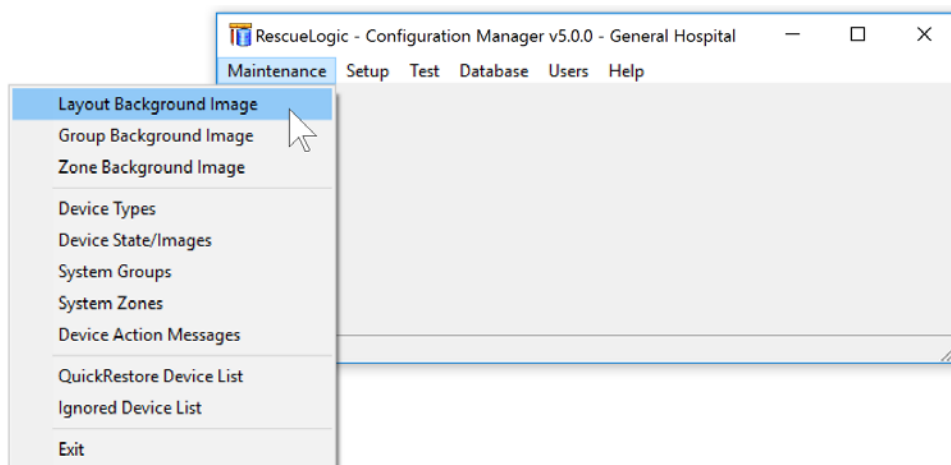 RescueLogic - Configuration Manager v5.0.0 - General Hospital
Maintenance Setup Test Database Users Help
Layout Background Image
Group Background Image
Zone Background Image
Device Types
Device State/Images
System Groups
System Zones
Device Action Messages
QuickRestore Device List
Ignored Device List
Exit